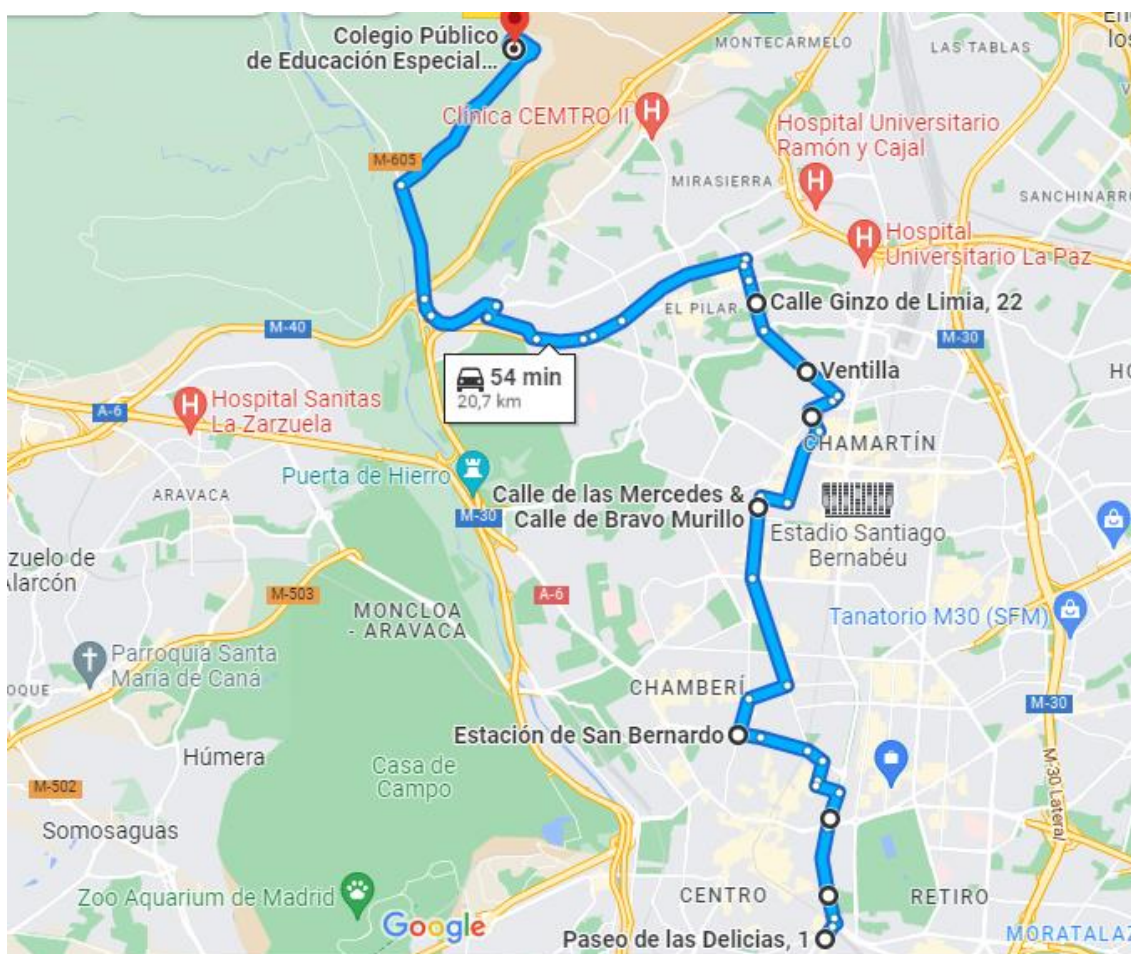 Colegio Público
de Educación Especial...
MONTECARMELO
LAS TABLAS
Clínica CEMTRO II
H
Hospital Universitario
Ramón y Cajal
H
M-605
MIRASIERRA
SANCHINARRO
H
Hospital
Universitario La Paz
EL PILAR
Calle Ginzo de Limia, 22
M-40
M-30
54 min
20,7 km
Ventilla
H
Hospital Sanitas
La Zarzuela
A-6
CHAMARTÍN
Puerta de Hierro
ARAVACA
Calle de las Mercedes &
Calle de Bravo Murillo
M-30
Estadio Santiago
Bernabéu
zuelo de
Alarcón
M-503
A-6
MONCLOA
- ARAVACA
Tanatorio M30 (SFM)
Parroquia Santa
María de Caná
OQUE
CHAMBERÍ
M-30
Estación de San Bernardo
Húmera
Casa de
Campo
M-502
M-30 Lateral
Somosaguas
Zoo Aquarium de Madrid
CENTRO
RETIRO
Google
Paseo de las Delicias, 1
MORATALAZ